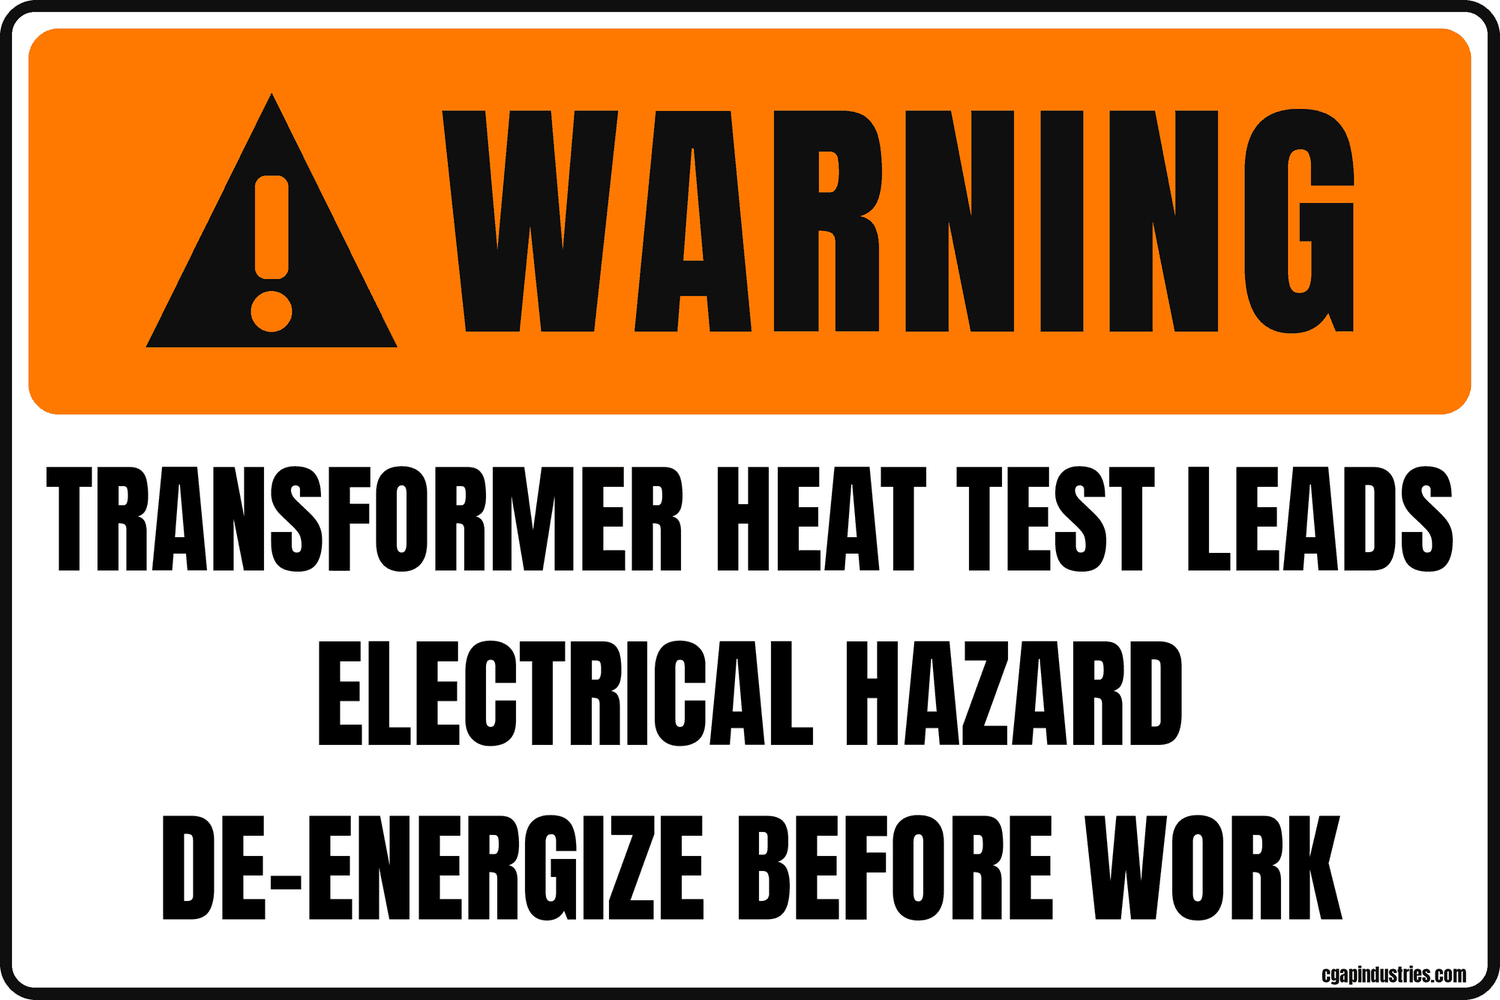 WARNING
TRANSFORMER HEAT TEST LEADS
ELECTRICAL HAZARD
DE-ENERGIZE BEFORE WORK
cgapindustries.com